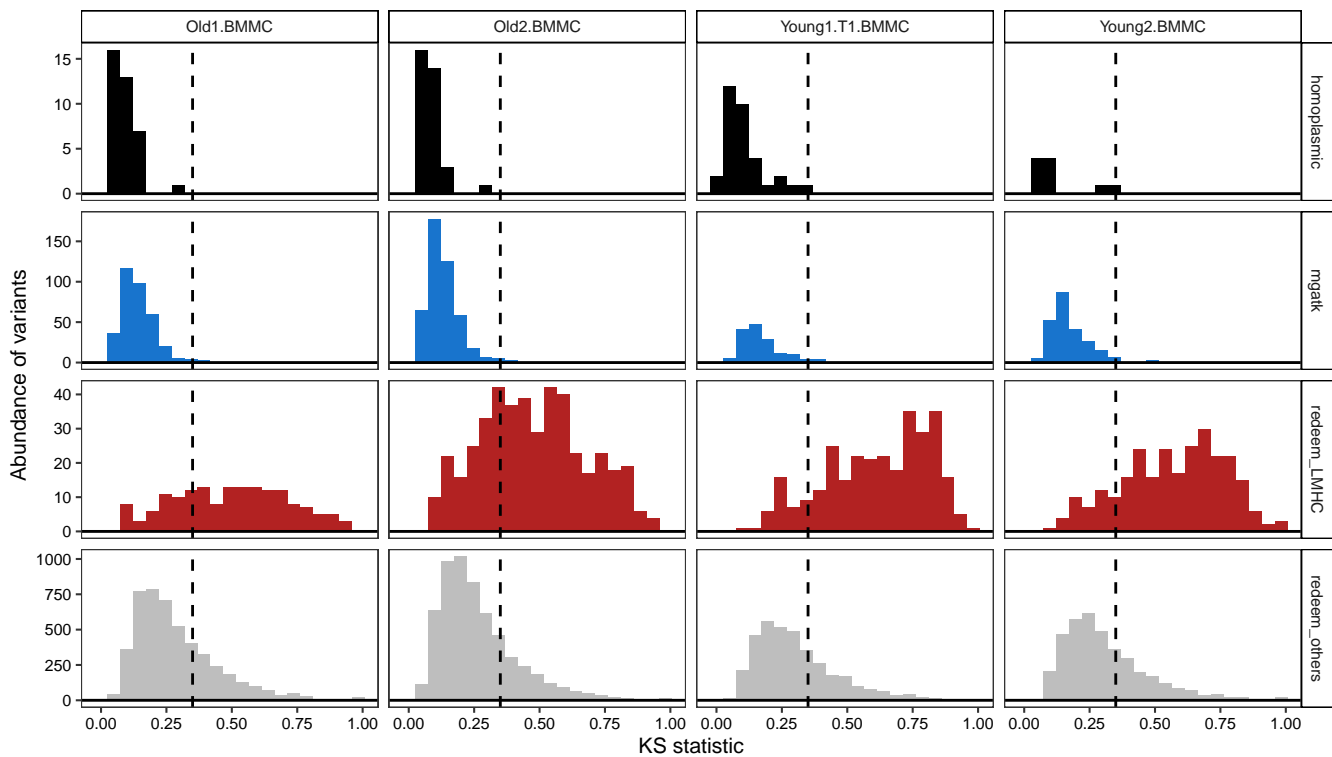 Old1.BMMC
Old2.BMMC
Young1.T1.BMMC
Young2.BMMC
15
10
5
0
homoplasmic
150
100
50
0
mgatk
40
30
20
10
0
redeem_LMHC
1000
750
500
250
0
redeem_others
Abundance of variants
0.00 0.25 0.50 0.75 1.00
0.00 0.25 0.50 0.75 1.00
0.00 0.25 0.50 0.75 1.00
0.00 0.25 0.50 0.75 1.00
KS statistic